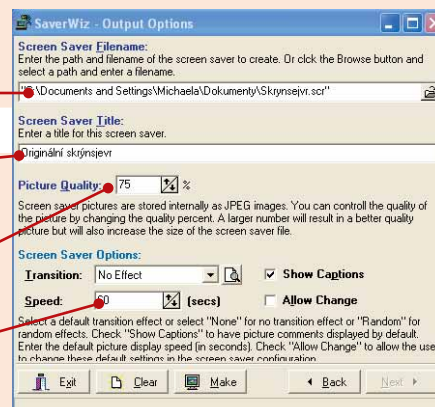 SaverWiz - Output Options
Screen Saver Filename:
Enter the path and filename of the screen saver to create. Or clck the Browse button and
select a path and enter a filename.
\Documents and Settings\Michaela\Dokumenty\Skrynsejvr.scr"
Screen Saver Title:
Enter a title for this screen saver.
Originální skrýnsejvr
Picture Quality: 75 %
Screen saver pictures are stored internally as JPEG images. You can control the quality of
the picture by changing the quality percent. A larger number will result in a better quality
picture but will also increase the size of the screen saver file.
Screen Saver Options:
Transition: No Effect Show Captions
Speed: 60 (secs) Allow Change
Select a default transition effect or select "None" for no transition effect or "Random" for
random effects. Check "Show Captions" to have picture comments displayed by default.
Enter the default picture display speed (in seconds). Check "Allow Change" to allow the use
to change these default settings in the screen saver configuration
Exit Clear Make Back Next